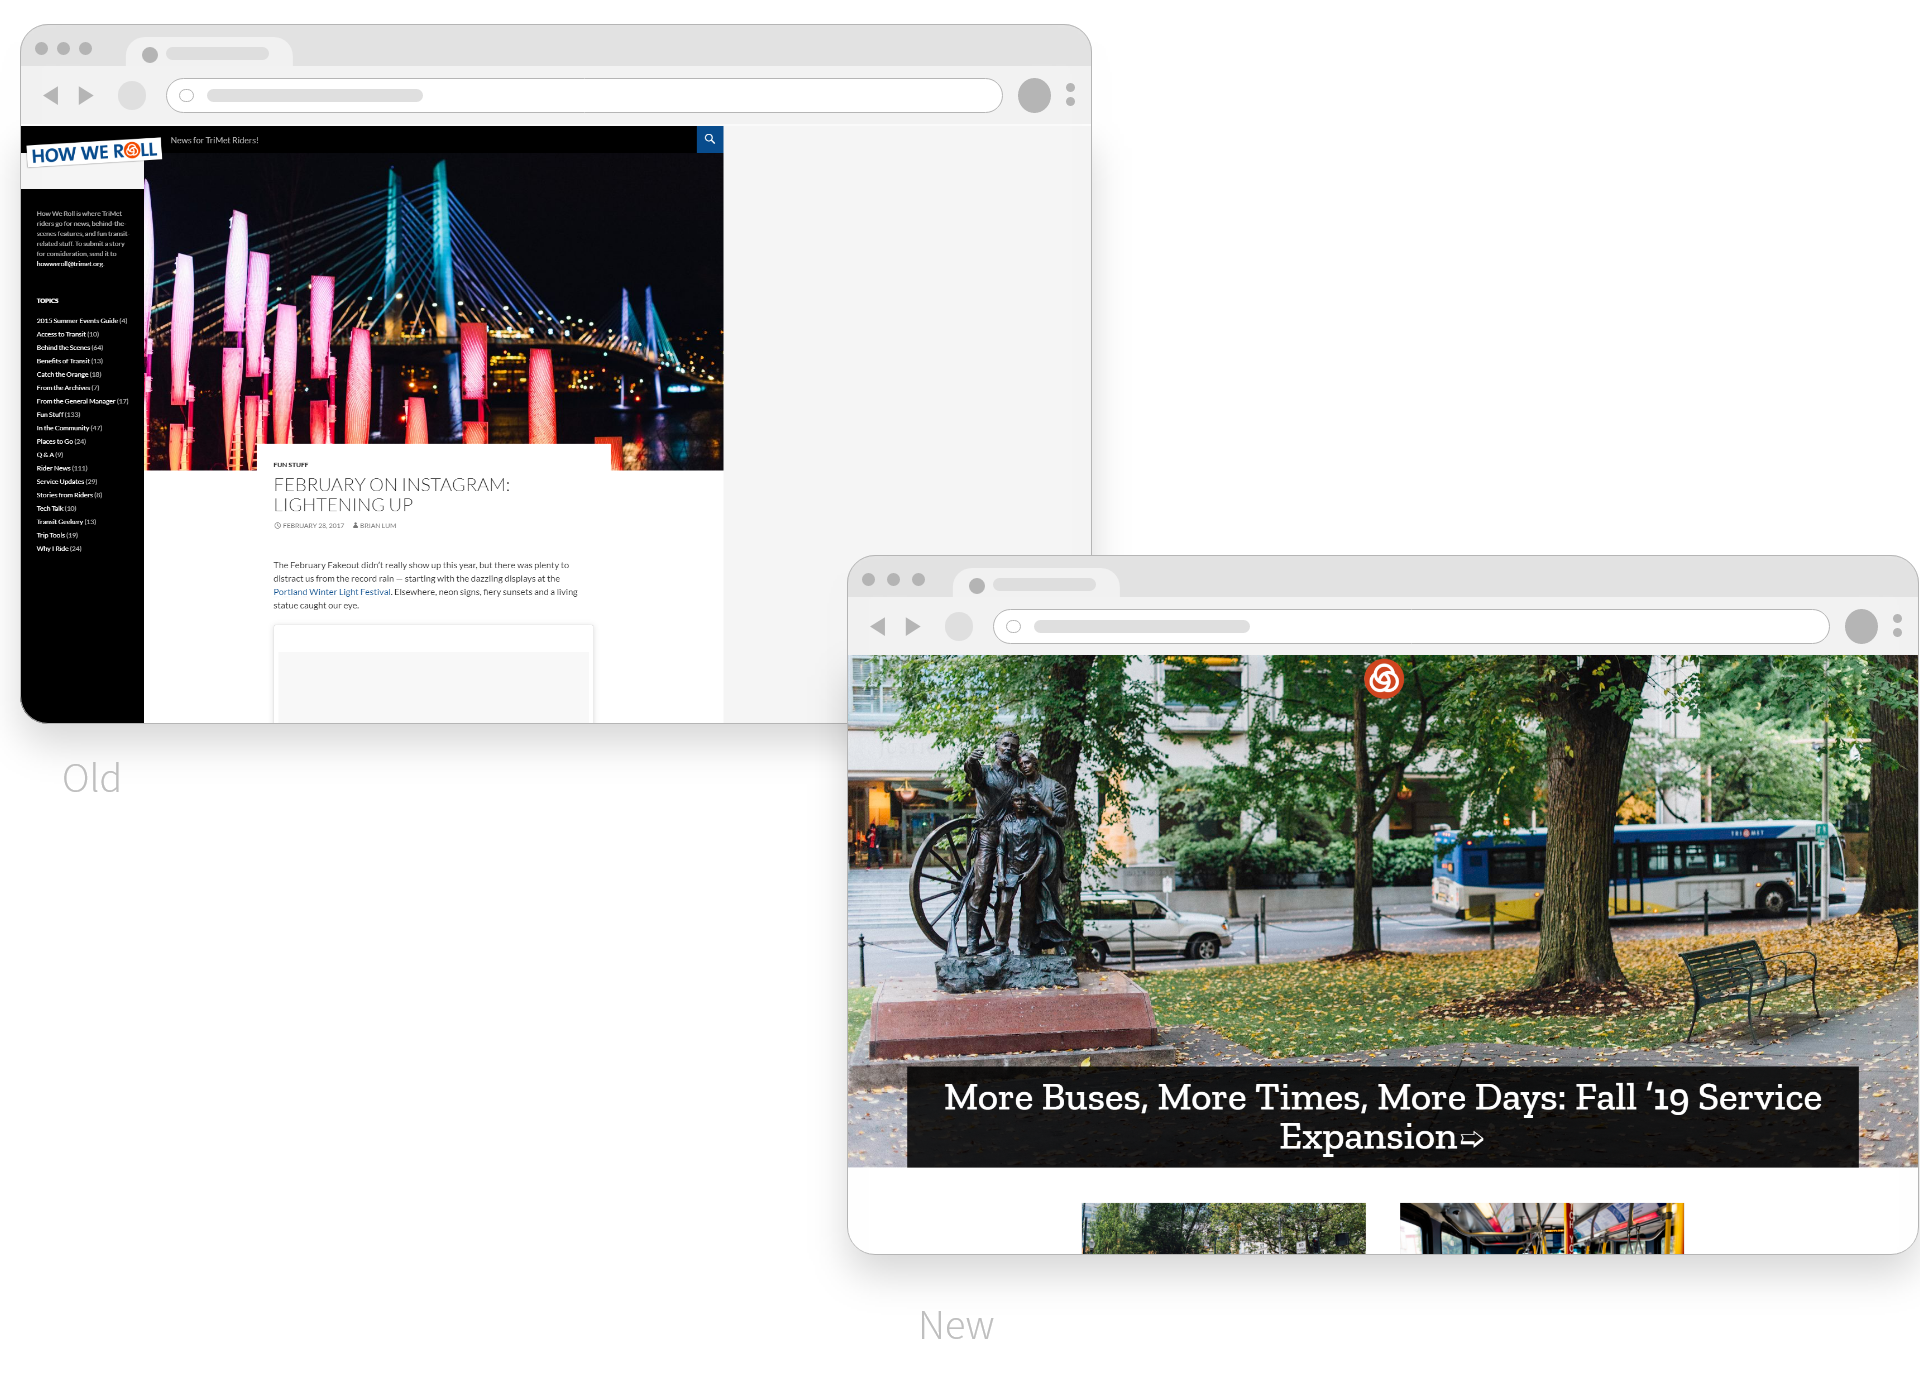 HOW WE ROLL
News for TriMet Riders!
How We Roll is where TriMet
riders go for news, behind-the-
scenes features, and fun transit-
related stuff. To submit a story
for consideration, send it to
howweroll@trimet.org.
TOPICS
2015 Summer Events Guide (4)
Access to Transit (10)
Behind the Scenes (64)
Benefits of Transit (13)
Catch the Orange (18)
From the Archives (7)
From the General Manager (17)
Fun Stuff (133)
In the Community (47)
Places to Go (24)
Q & A (9)
Rider News (111)
Service Updates (29)
Stories from Riders (8)
Tech Talk (10)
Transit Geekery (13)
Trip Tools (19)
Why I Ride (24)
FUN STUFF
FEBRUARY ON INSTAGRAM:
LIGHTENING UP
FEBRUARY 28, 2017 BRIAN LUM
The February Fakeout didn't really show up this year, but there was plenty to
distract us from the record rain — starting with the dazzling displays at the
Portland Winter Light Festival. Elsewhere, neon signs, fiery sunsets and a living
statue caught our eye.
Old
TRI MET
More Buses, More Times, More Days: Fall ’19 Service
Expansion➩
New